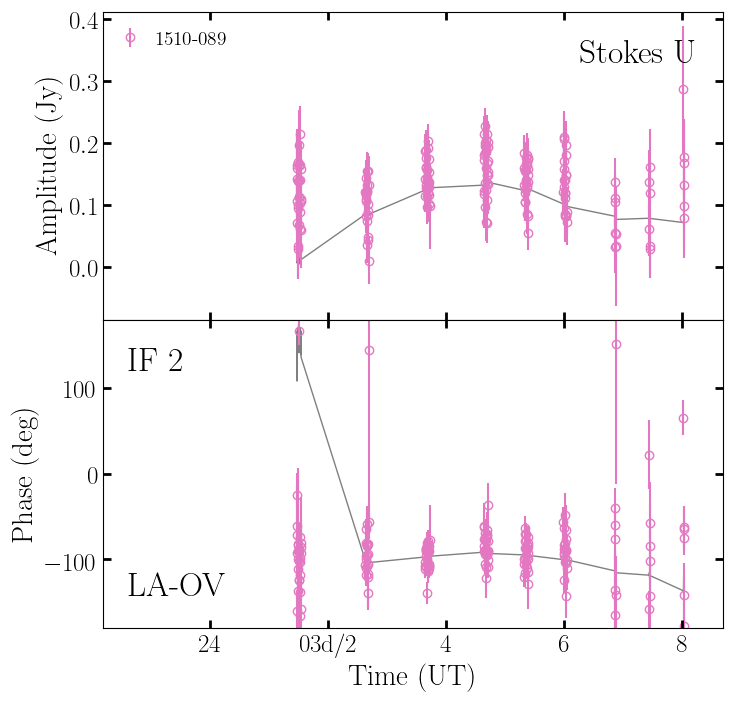 0.4
Stokes U
1510-089
0.3
0.2
0.1
0.0
Amplitude (Jy)
IF 2
100
0
−100
Phase (deg)
LA-OV
24 03d/2 4 6 8
Time (UT)